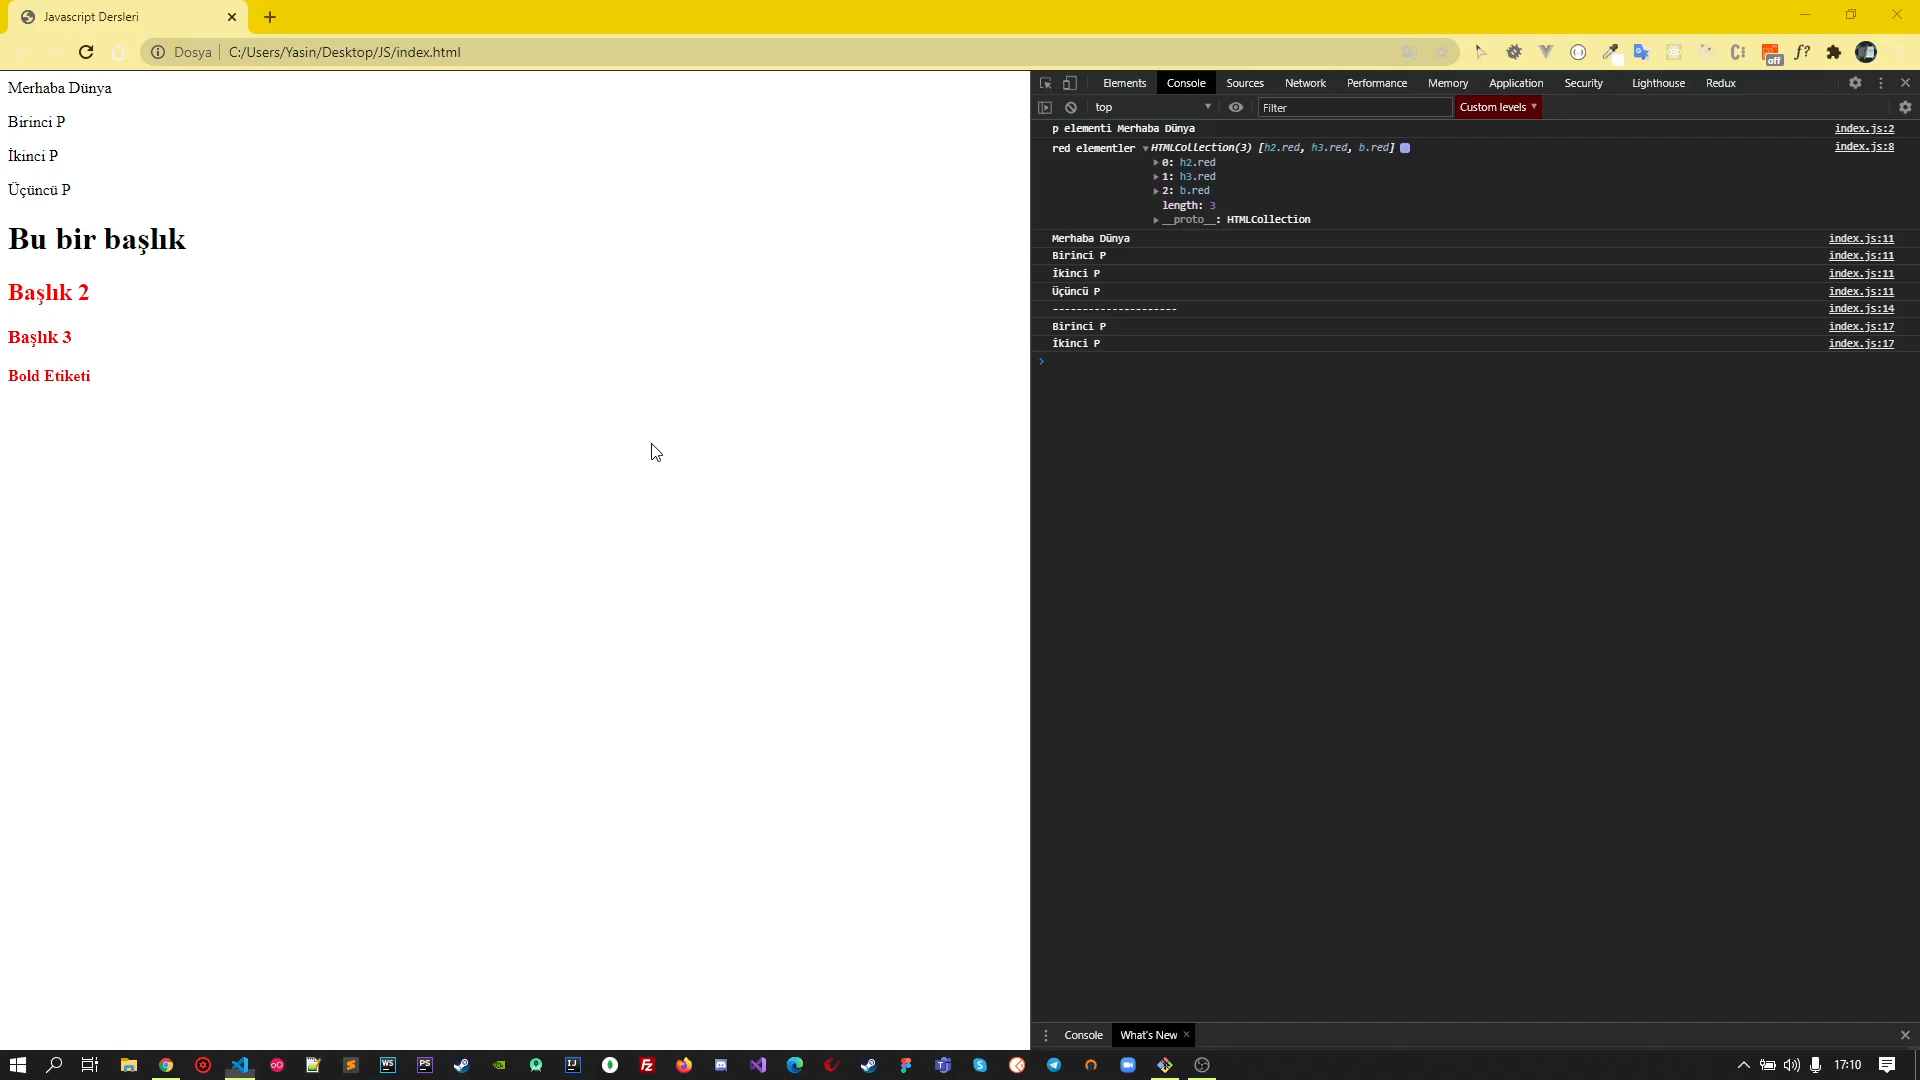 Javascript Dersleri
Dosya
C:/Users/Yasin/Desktop/JS/index.html
off
f?
Merhaba Dünya
Birinci P
İkinci P
Üçüncü P
Bu bir başlık
Başlık 2
Başlık 3
Bold Etiketi
Elements Console Sources Network Performance Memory Application Security Lighthouse Redux
top Filter Custom levels
p elementi Merhaba Dünya index.js:2
red elementler HTMLCollection(3) [h2.red, h3.red, b.red] index.js:8
0: h2.red
1: h3.red
2: b.red
length: 3
__proto__: HTMLCollection
Merhaba Dünya index.js:11
Birinci P index.js:11
İkinci P index.js:11
Üçüncü P index.js:11
--------------------- index.js:14
Birinci P index.js:17
İkinci P index.js:17
Console What's New
17:10